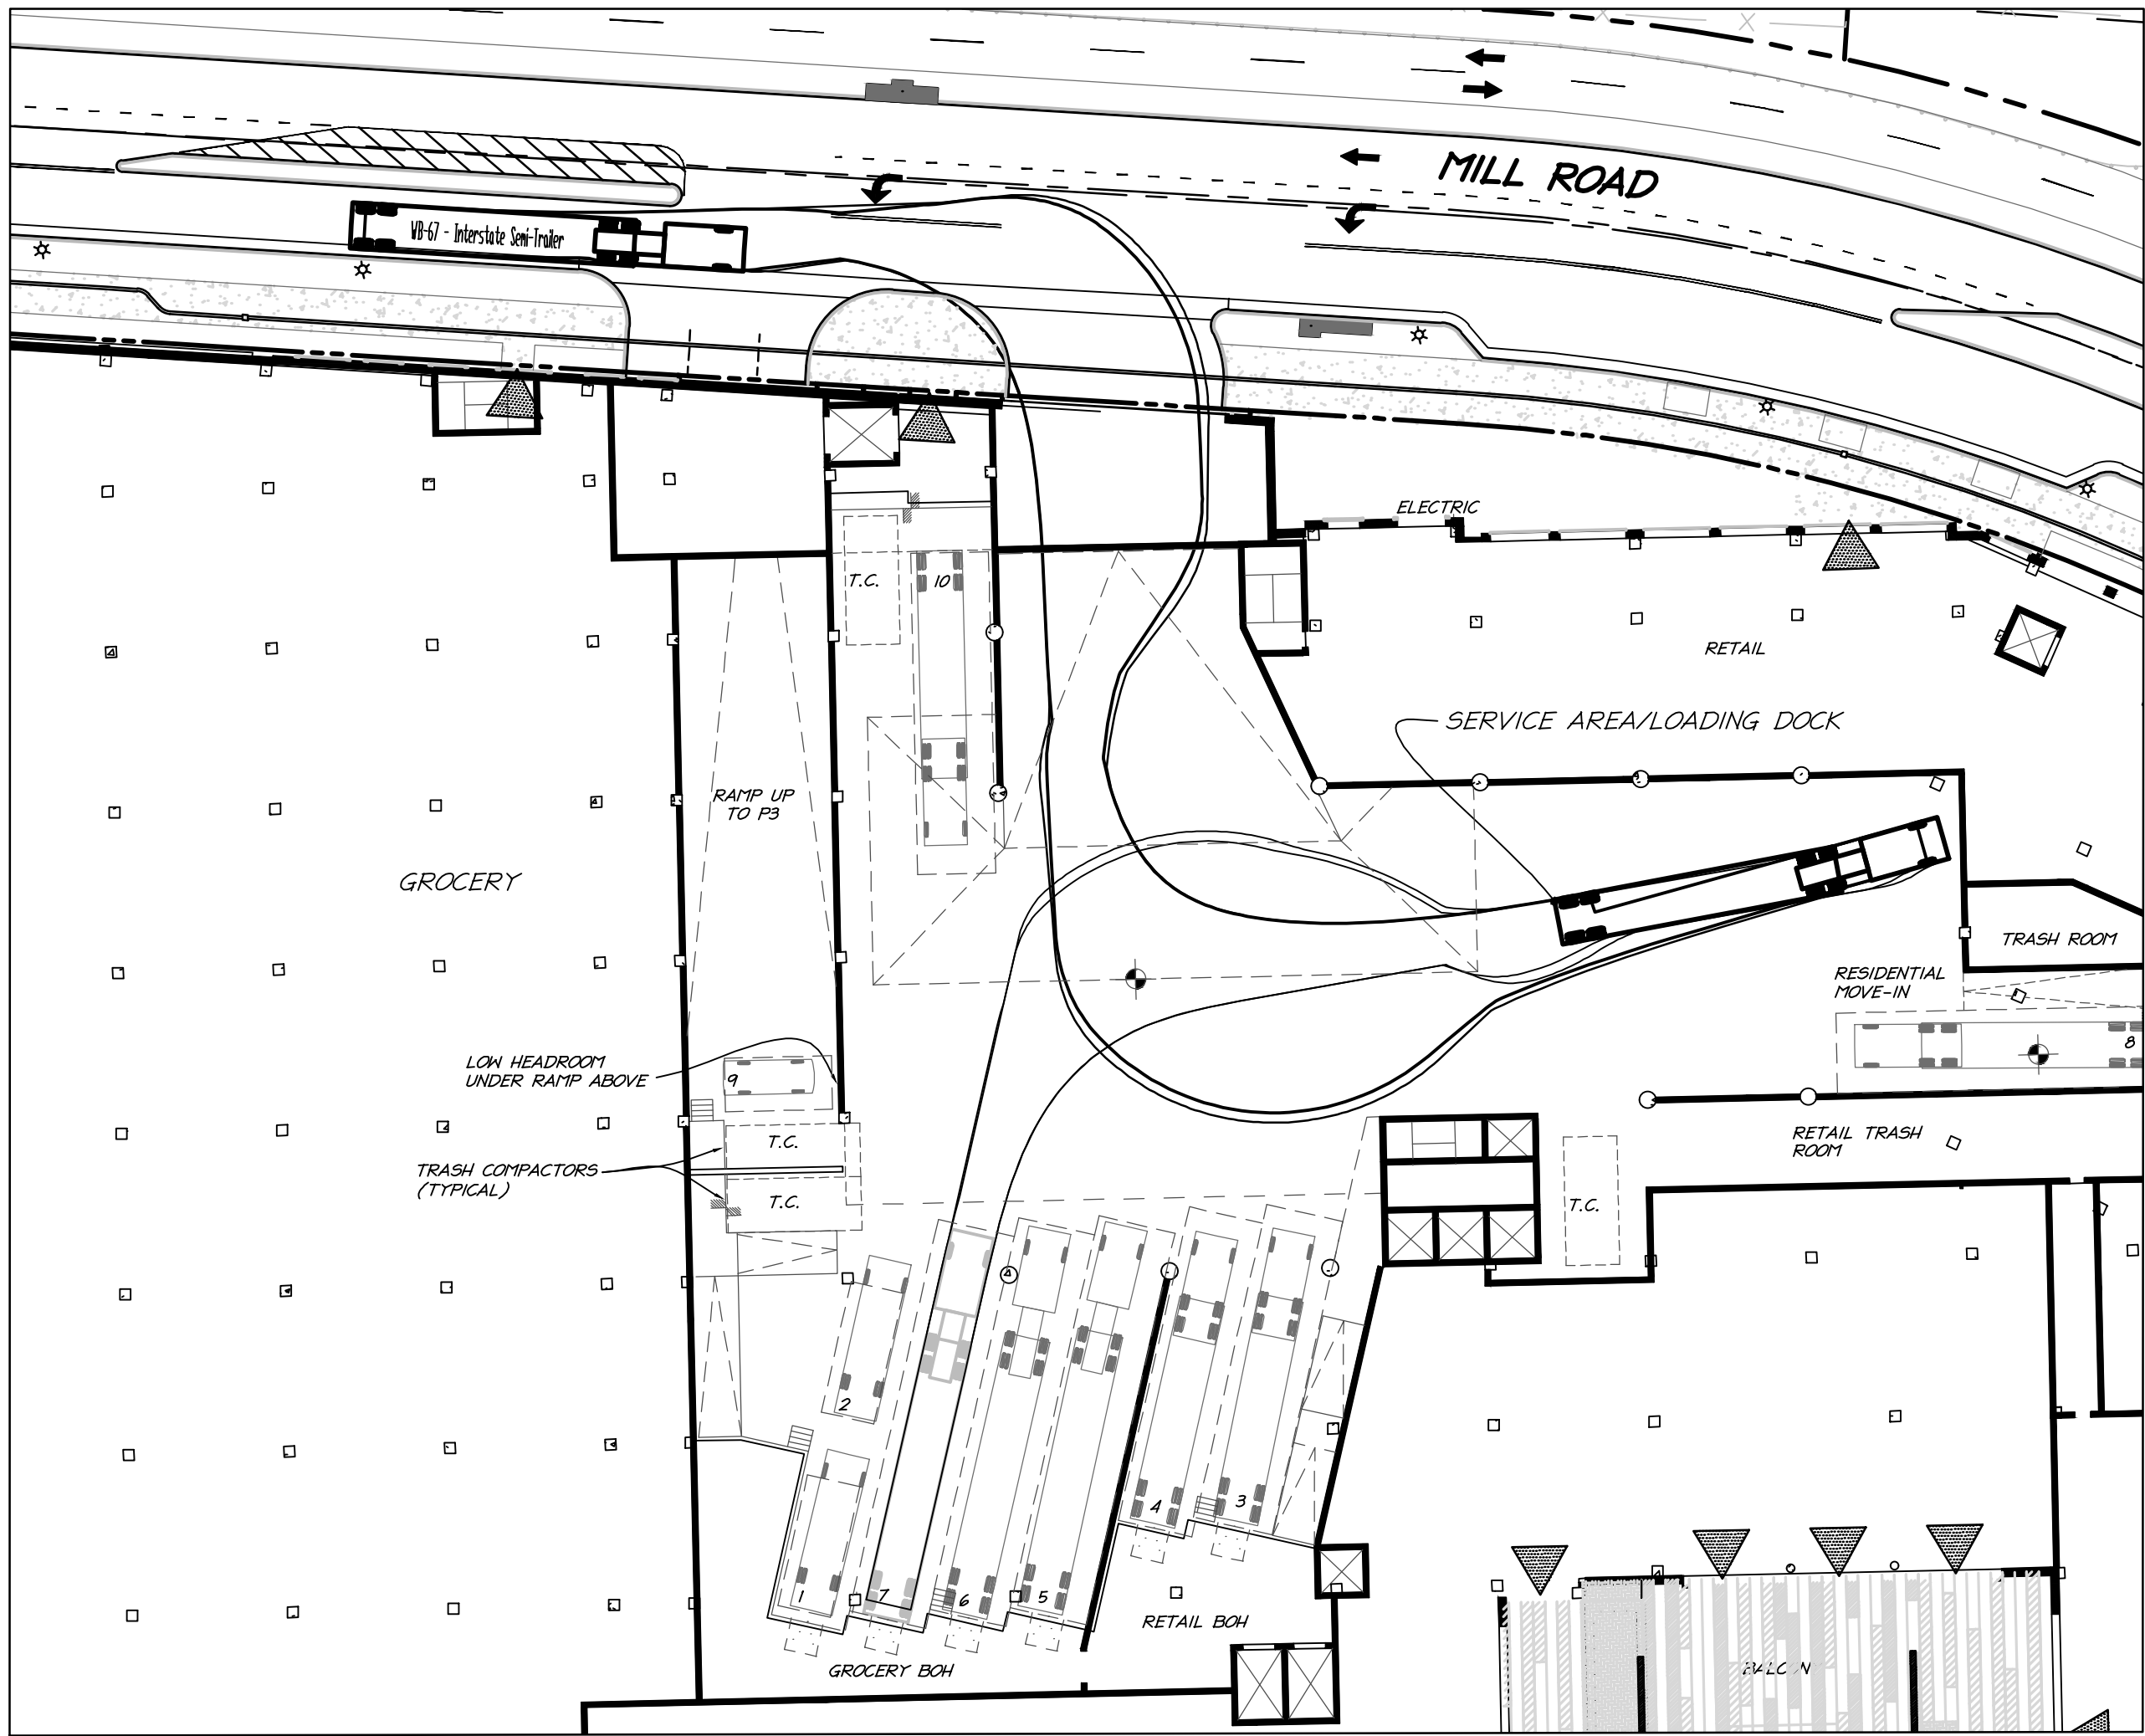 MILL ROAD
WB-67 - Interstate Semi-Trailer
ELECTRIC
T.C.
10
RETAIL
SERVICE AREA/LOADING DOCK
RAMP UP
TO P3
GROCERY
TRASH ROOM
RESIDENTIAL
MOVE-IN
8
LOW HEADROOM
UNDER RAMP ABOVE
9
RETAIL TRASH
ROOM
T.C.
TRASH COMPACTORS
(TYPICAL)
T.C.
T.C.
2
4
3
1
7
6
5
RETAIL BOH
GROCERY BOH